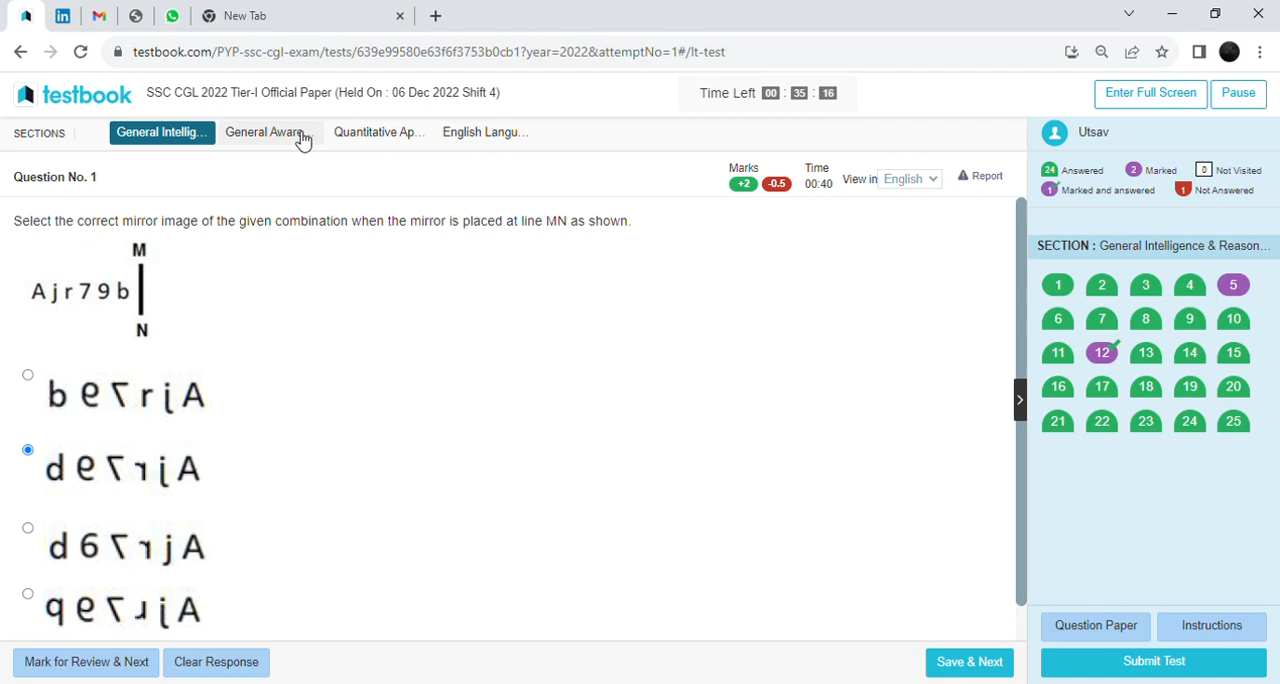 New Tab
testbook.com/PYP-ssc-cgl-exam/tests/639e99580e63f6f3753b0cb1?year=2022&attemptNo=1#/lt-test
testbook SSC CGL 2022 Tier-I Official Paper (Held On : 06 Dec 2022 Shift 4) Time Left 00 : 35 : 16 Enter Full Screen Pause
SECTIONS General Intellig... General Aware... Quantitative Ap... English Langu...
Utsav
Question No. 1
Marks +2 -0.5
Time 00:40
View in English
Report
24 Answered 2 Marked 0 Not Visited
1 Marked and answered 1 Not Answered
Select the correct mirror image of the given combination when the mirror is placed at line MN as shown.
M
A j r 7 9 b
N
SECTION : General Intelligence & Reason...
1 2 3 4 5
6 7 8 9 10
11 12 13 14 15
16 17 18 19 20
21 22 23 24 25
Mark for Review & Next Clear Response Save & Next
Question Paper Instructions
Submit Test